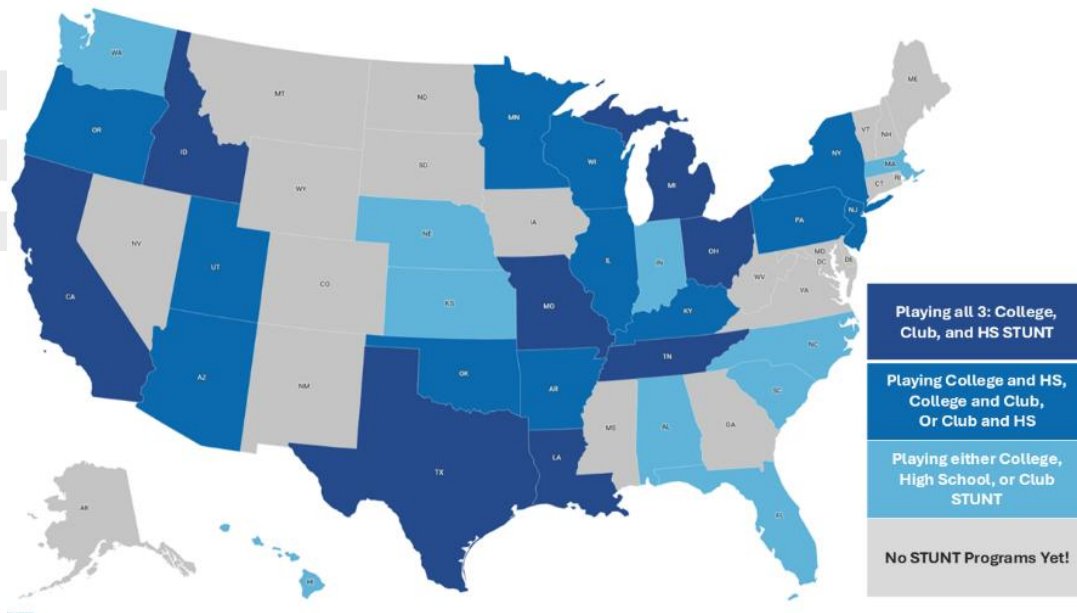 WA
MT
ND
MN
ME
OR
ID
SD
WI
MI
VT
NH
NY
MA
CT
RI
WY
IA
PA
NJ
NE
NV
UT
CO
IL
IN
OH
MD
DE
DC
WV
VA
CA
KS
MO
KY
Playing all 3: College,
Club, and HS STUNT
AZ
NM
OK
AR
TN
NC
SC
Playing College and HS,
College and Club,
Or Club and HS
MS
AL
GA
TX
LA
Playing either College,
High School, or Club
STUNT
FL
HI
No STUNT Programs Yet!